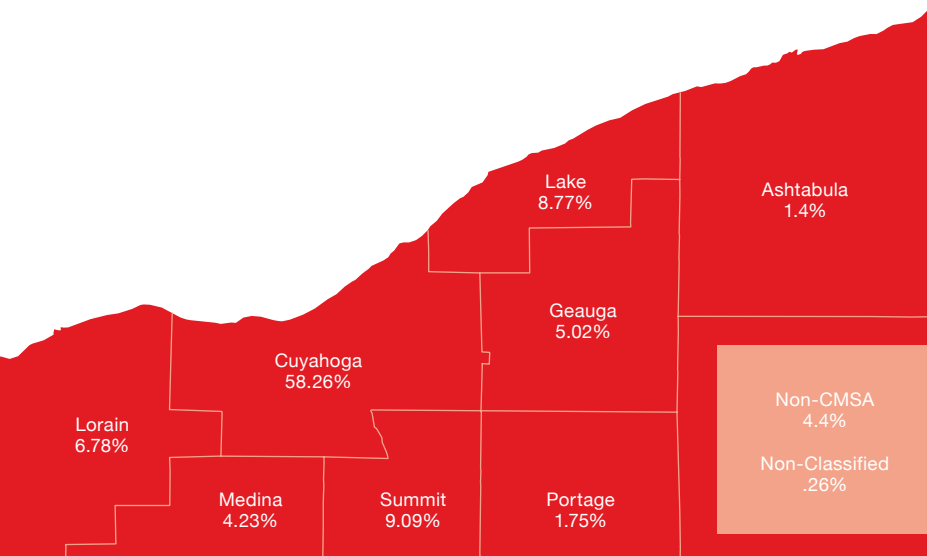 Lake
8.77%
Ashtabula
1.4%
Geauga
5.02%
Cuyahoga
58.26%
Lorain
6.78%
Non-CMSA
4.4%
Non-Classified
.26%
Medina
4.23%
Summit
9.09%
Portage
1.75%